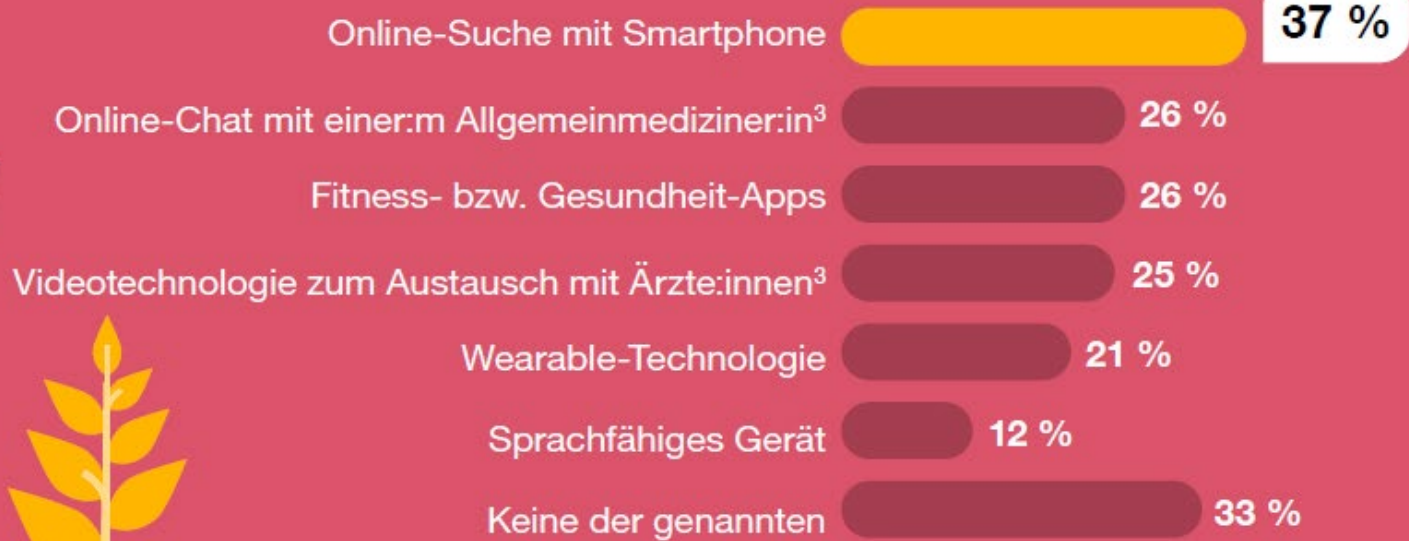 Online-Suche mit Smartphone 37 %
Online-Chat mit einer:m Allgemeinmediziner:in³ 26 %
Fitness- bzw. Gesundheit-Apps 26 %
Videotechnologie zum Austausch mit Ärzte:innen³ 25 %
Wearable-Technologie 21 %
Sprachfähiges Gerät 12 %
Keine der genannten 33 %